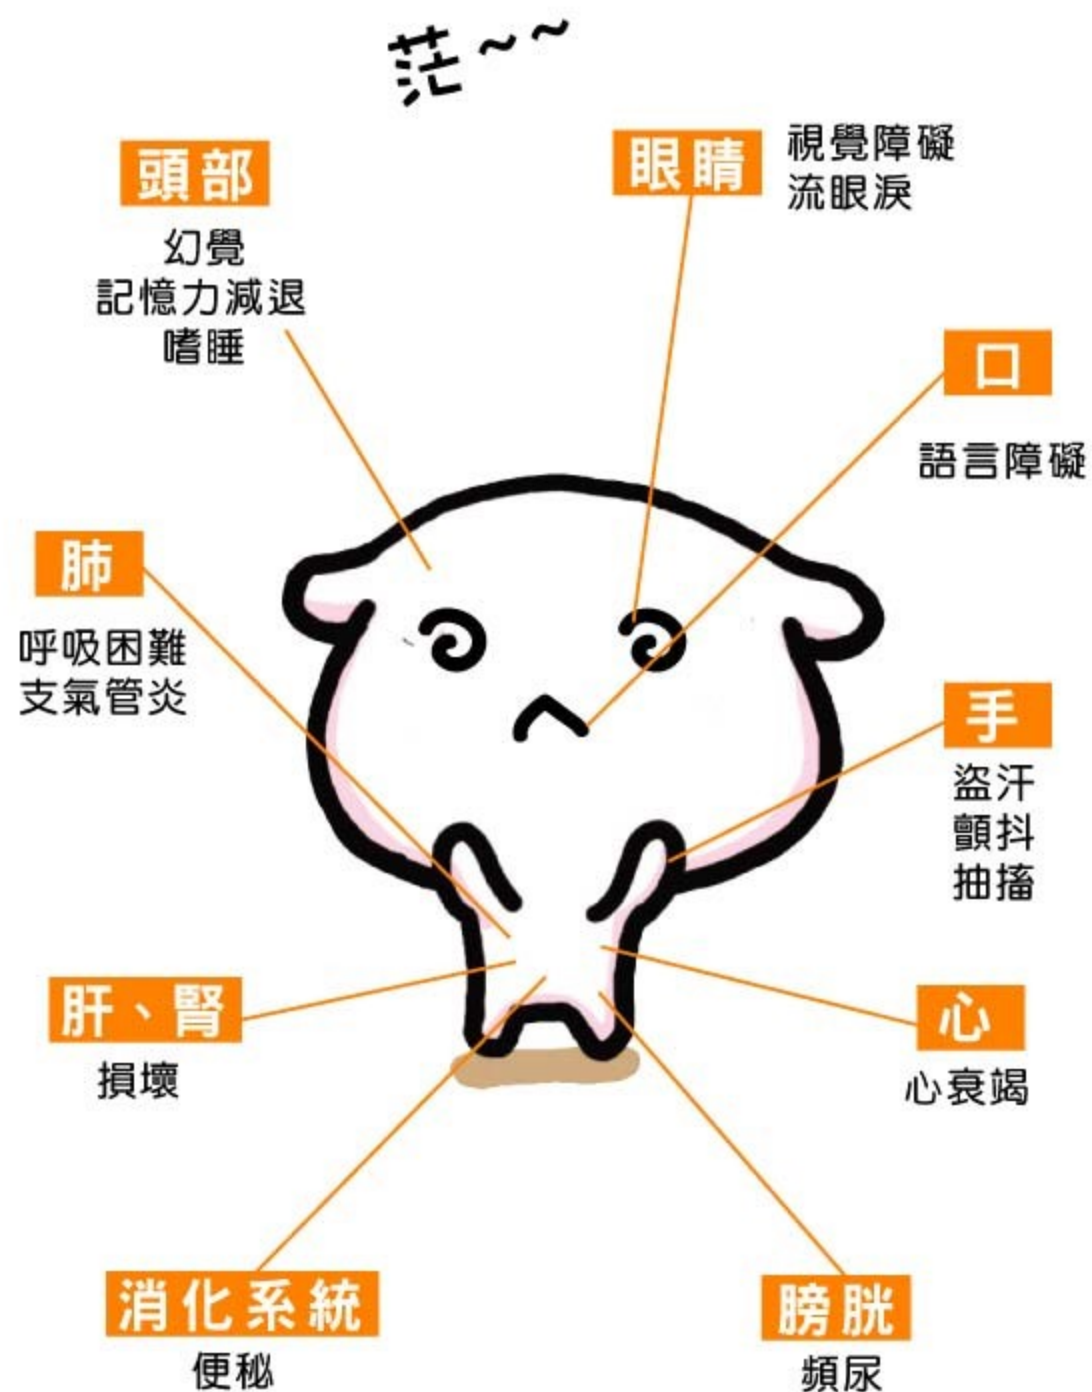 茫~~
頭部
幻覺
記憶力減退
嗜睡
眼睛
視覺障礙
流眼淚
口
語言障礙
肺
呼吸困難
支氣管炎
手
盜汗
顫抖
抽搐
肝、腎
損壞
心
心衰竭
消化系統
便秘
膀胱
頻尿